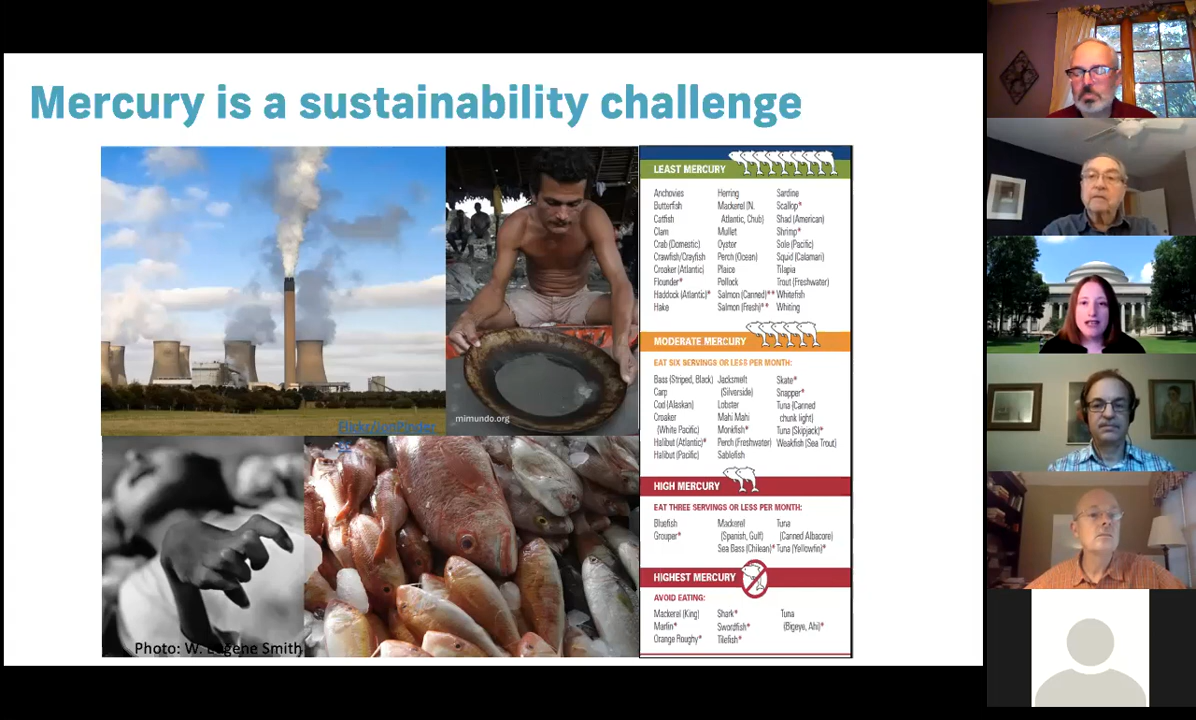 Mercury is a sustainability challenge
Flickr/JonPinder
mimundo.org
Photo: W. Eugene Smith
LEAST MERCURY
Anchovies
Butterfish
Catfish
Clam
Crab (Domestic)
Crawfish/Crayfish
Croaker (Atlantic)
Flounder*
Haddock (Atlantic)*
Hake
Herring
Mackerel (N.
Atlantic, Chub)
Mullet
Oyster
Perch (Ocean)
Plaice
Pollock
Salmon (Canned)**
Salmon (Fresh)**
Sardine
Scallop*
Shad (American)
Shrimp*
Sole (Pacific)
Squid (Calamari)
Tilapia
Trout (Freshwater)
Whitefish
Whiting
MODERATE MERCURY
EAT SIX SERVINGS OR LESS PER MONTH:
Bass (Striped, Black)
Carp
Cod (Alaskan)
Croaker
(White Pacific)
Halibut (Atlantic)*
Halibut (Pacific)
Jacksmelt
(Silverside)
Lobster
Mahi Mahi
Monkfish*
Perch (Freshwater)
Sablefish
Skate*
Snapper*
Tuna (Canned
chunk light)
Tuna (Skipjack)*
Weakfish (Sea Trout)
HIGH MERCURY
EAT THREE SERVINGS OR LESS PER MONTH:
Bluefish
Grouper*
Mackerel
(Spanish, Gulf)
Sea Bass (Chilean)*
Tuna
(Canned Albacore)
Tuna (Yellowfin)*
HIGHEST MERCURY
AVOID EATING:
Mackerel (King)
Marlin*
Orange Roughy*
Shark*
Swordfish*
Tilefish*
Tuna
(Bigeye, Ahi)*